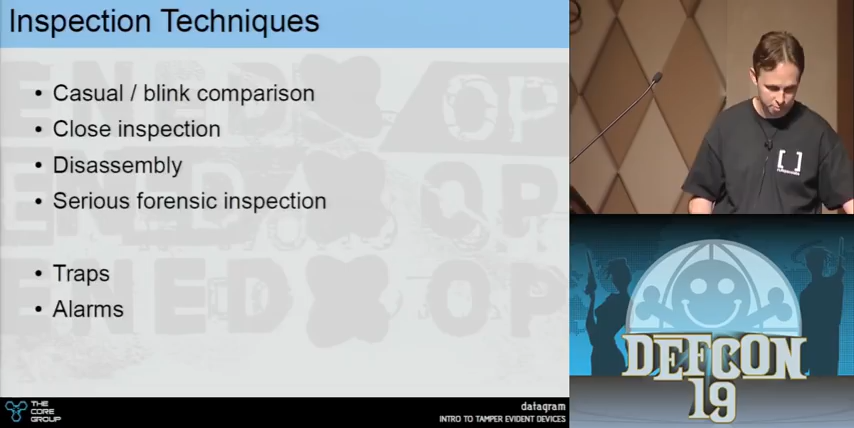 Inspection Techniques
• Casual / blink comparison
• Close inspection
• Disassembly
• Serious forensic inspection
• Traps
• Alarms
THE
CORE
GROUP
datagram
INTRO TO TAMPER EVIDENT DEVICES
[ ]
DEFCON
19